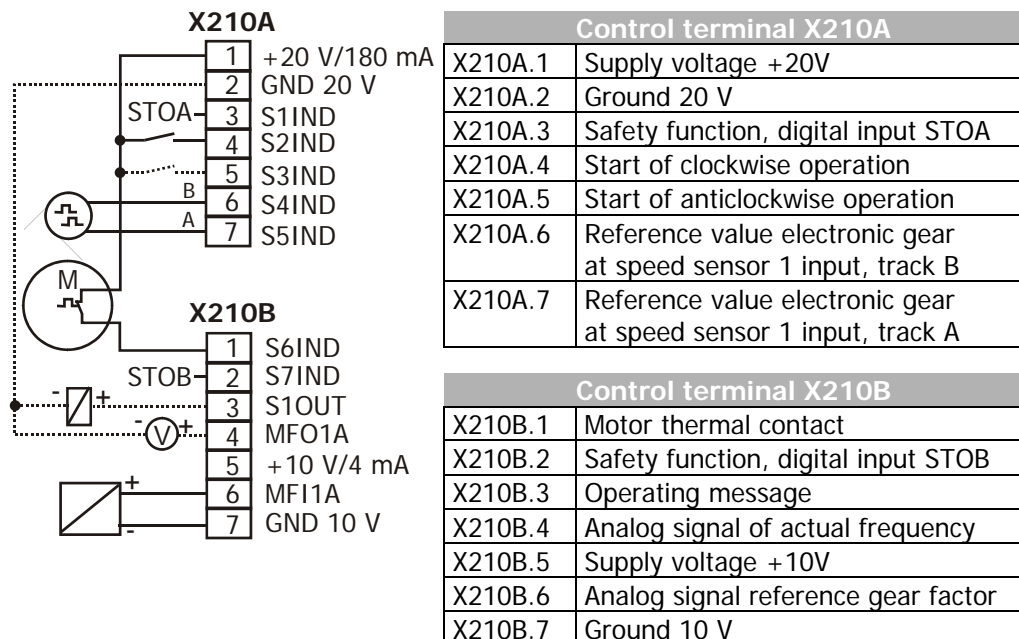 X210A
1 +20 V/180 mA
2 GND 20 V
STOA 3 S1IND
4 S2IND
5 S3IND
B 6 S4IND
A 7 S5IND
M
X210B
1 S6IND
STOB 2 S7IND
- + 3 S1OUT
- V + 4 MFO1A
5 +10 V/4 mA
+ 6 MFI1A
- 7 GND 10 V
Control terminal X210A
X210A.1 Supply voltage +20V
X210A.2 Ground 20 V
X210A.3 Safety function, digital input STOA
X210A.4 Start of clockwise operation
X210A.5 Start of anticlockwise operation
X210A.6 Reference value electronic gear
at speed sensor 1 input, track B
X210A.7 Reference value electronic gear
at speed sensor 1 input, track A
Control terminal X210B
X210B.1 Motor thermal contact
X210B.2 Safety function, digital input STOB
X210B.3 Operating message
X210B.4 Analog signal of actual frequency
X210B.5 Supply voltage +10V
X210B.6 Analog signal reference gear factor
X210B.7 Ground 10 V